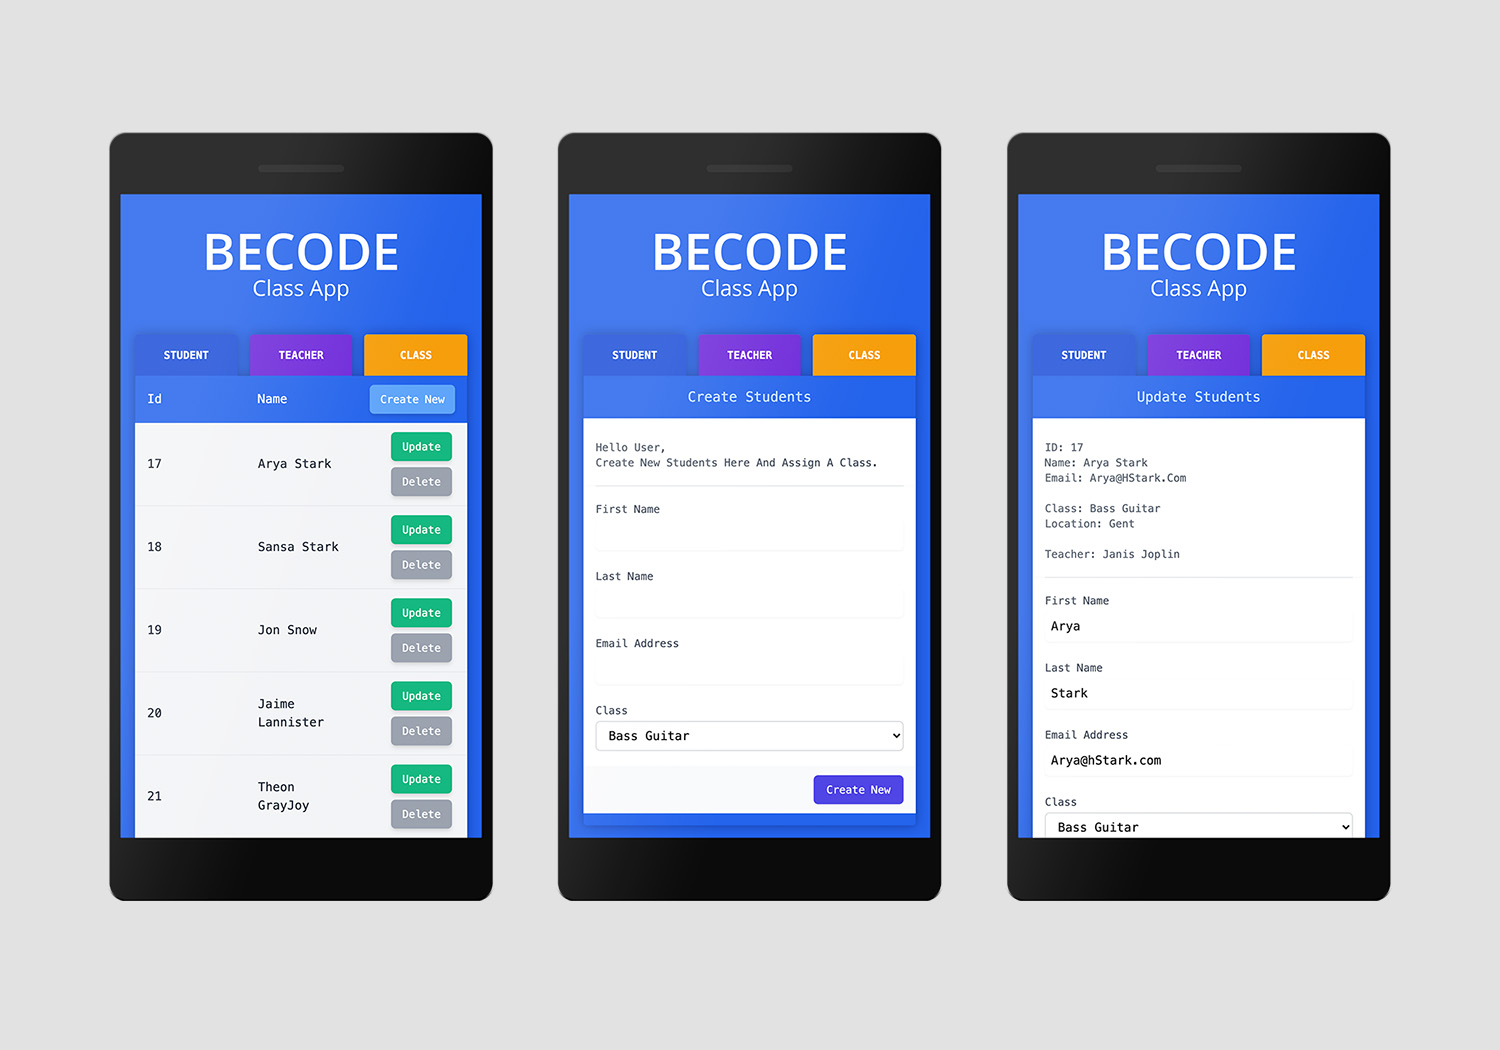 BECODE
Class App
STUDENT TEACHER CLASS
Id Name Create New
17 Arya Stark Update
Delete
18 Sansa Stark Update
Delete
19 Jon Snow Update
Delete
20 Jaime Lannister Update
Delete
21 Theon GrayJoy Update
Delete
BECODE
Class App
STUDENT TEACHER CLASS
Create Students
Hello User,
Create New Students Here And Assign A Class.
First Name
Last Name
Email Address
Class
Bass Guitar
Create New
BECODE
Class App
STUDENT TEACHER CLASS
Update Students
ID: 17
Name: Arya Stark
Email: Arya@HStark.Com
Class: Bass Guitar
Location: Gent
Teacher: Janis Joplin
First Name
Arya
Last Name
Stark
Email Address
Arya@hStark.com
Class
Bass Guitar